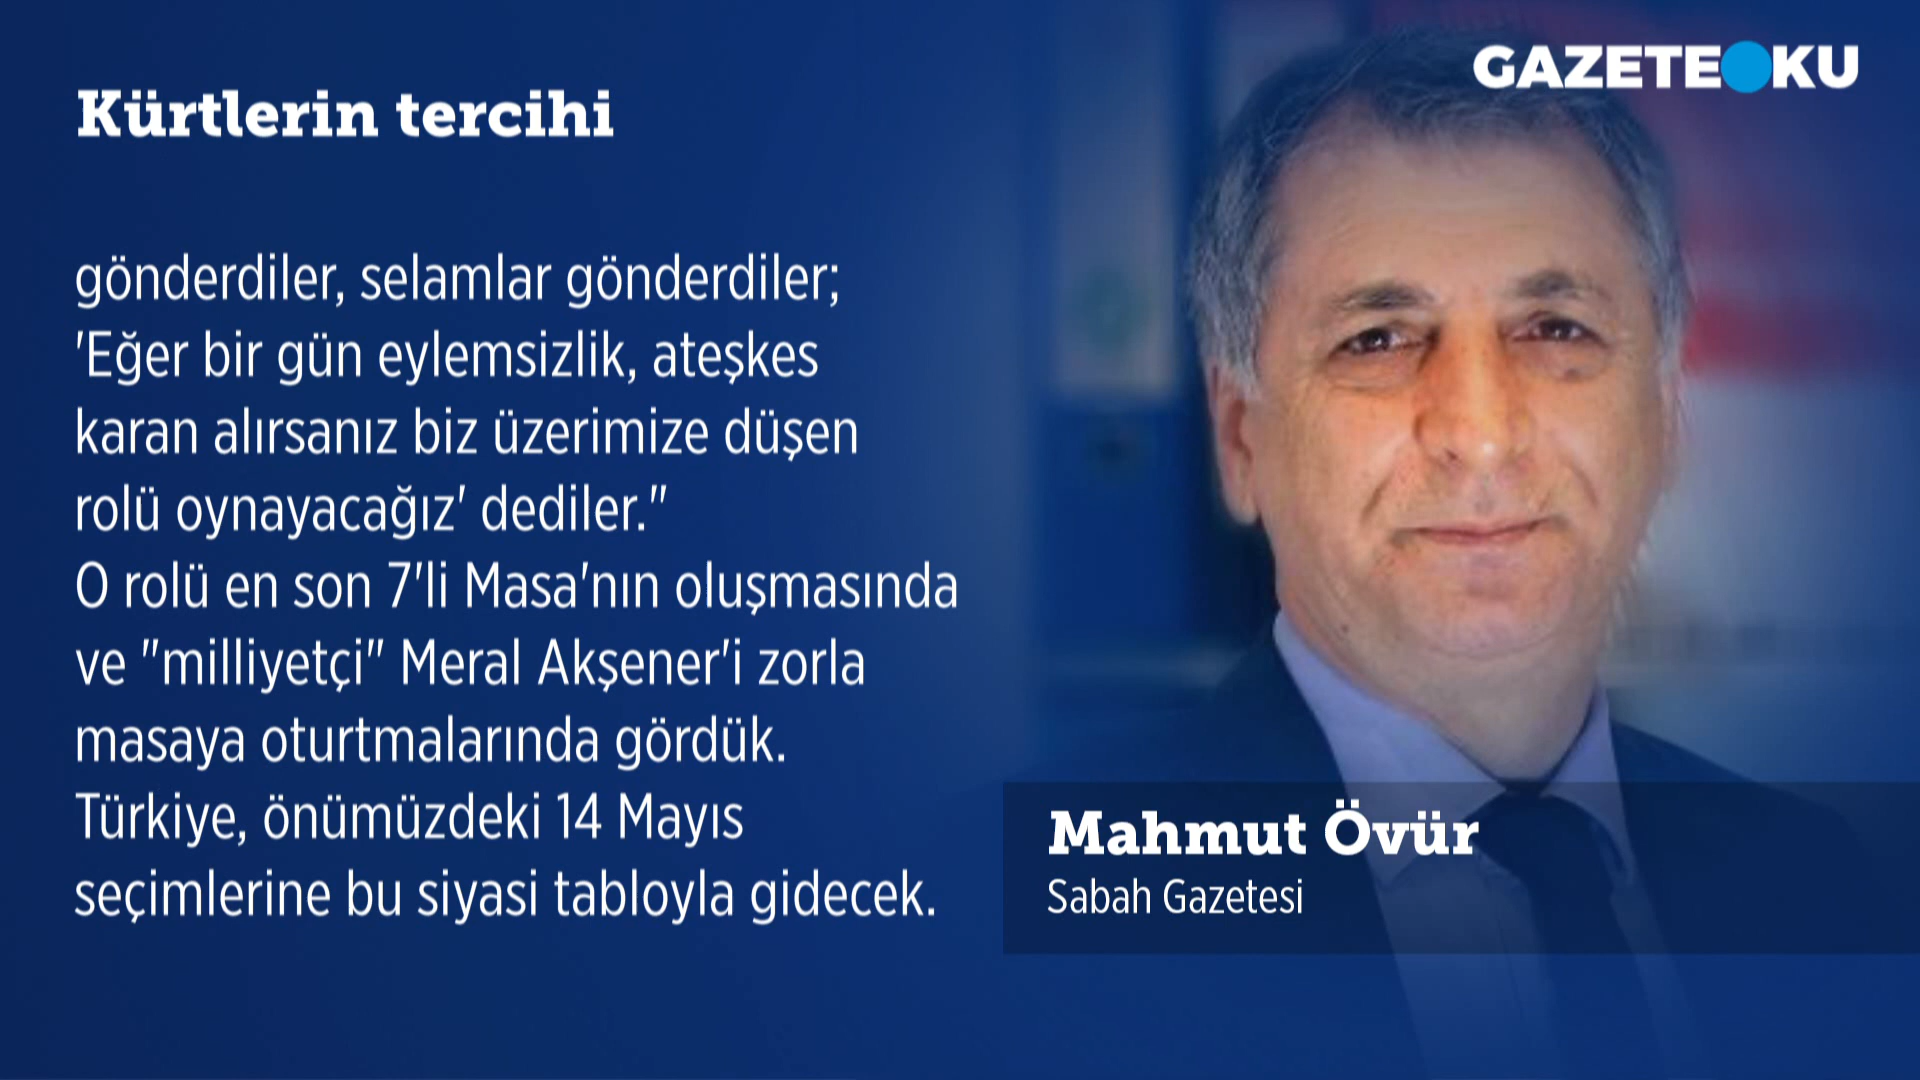 GAZETEOKU
Kürtlerin tercihi
gönderdiler, selamlar gönderdiler;
'Eğer bir gün eylemsizlik, ateşkes
karan alırsanız biz üzerimize düşen
rolü oynayacağız' dediler."
O rolü en son 7'li Masa'nın oluşmasında
ve "milliyetçi" Meral Akşener'i zorla
masaya oturtmalarında gördük.
Türkiye, önümüzdeki 14 Mayıs
seçimlerine bu siyasi tabloyla gidecek.
Mahmut Övür
Sabah Gazetesi